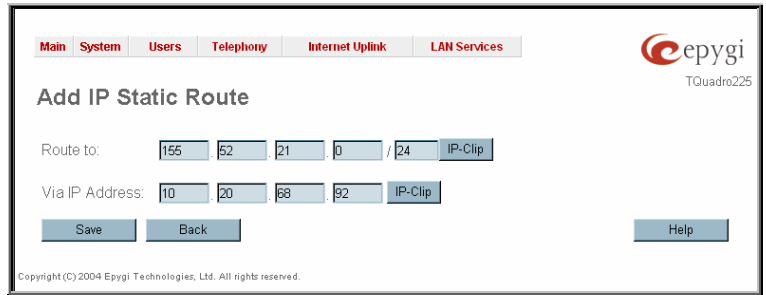 Main System Users Telephony Internet Uplink LAN Services
epygi
TQuadro225
Add IP Static Route
Route to: 155 . 52 . 21 . 0 / 24 IP-Clip
Via IP Address: 10 . 20 . 68 . 92 IP-Clip
Save Back Help
Copyright (C) 2004 Epygi Technologies, Ltd. All rights reserved.